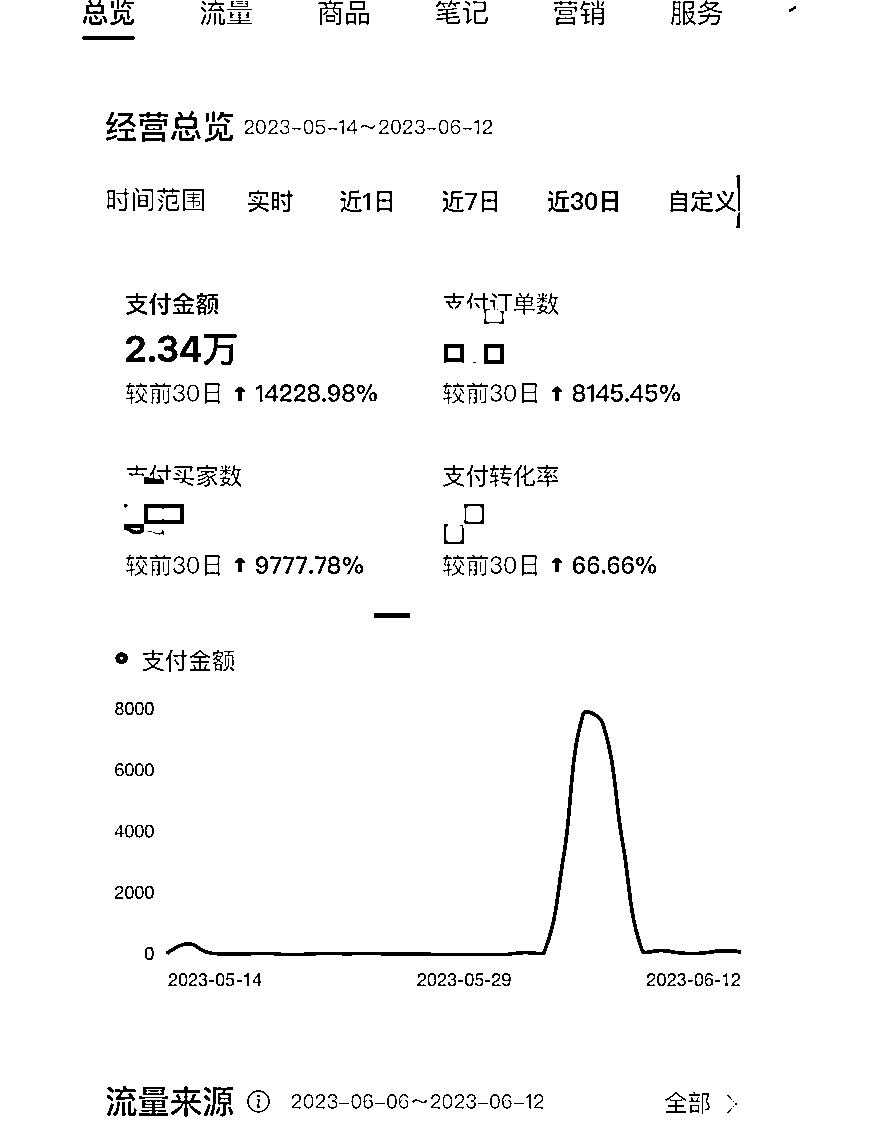 总览 流量 商品 笔记 营销 服务
经营总览 2023-05-14~2023-06-12
时间范围 实时 近1日 近7日 近30日 自定义
支付金额 支付订单数
2.34万
较前30日 ↑ 14228.98% 较前30日 ↑ 8145.45%
支付买家数 支付转化率
较前30日 ↑ 9777.78% 较前30日 ↑ 66.66%
支付金额
8000
6000
4000
2000
0
2023-05-14 2023-05-29 2023-06-12
流量来源 2023-06-06~2023-06-12 全部